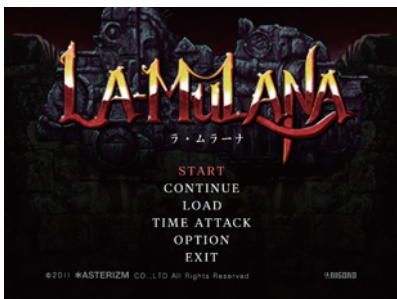 LA-MULANA
ラ・ムラーナ
START
CONTINUE
LOAD
TIME ATTACK
OPTION
EXIT
©2011 ✱ASTERIZM CO.,LTD All Rights Reserved